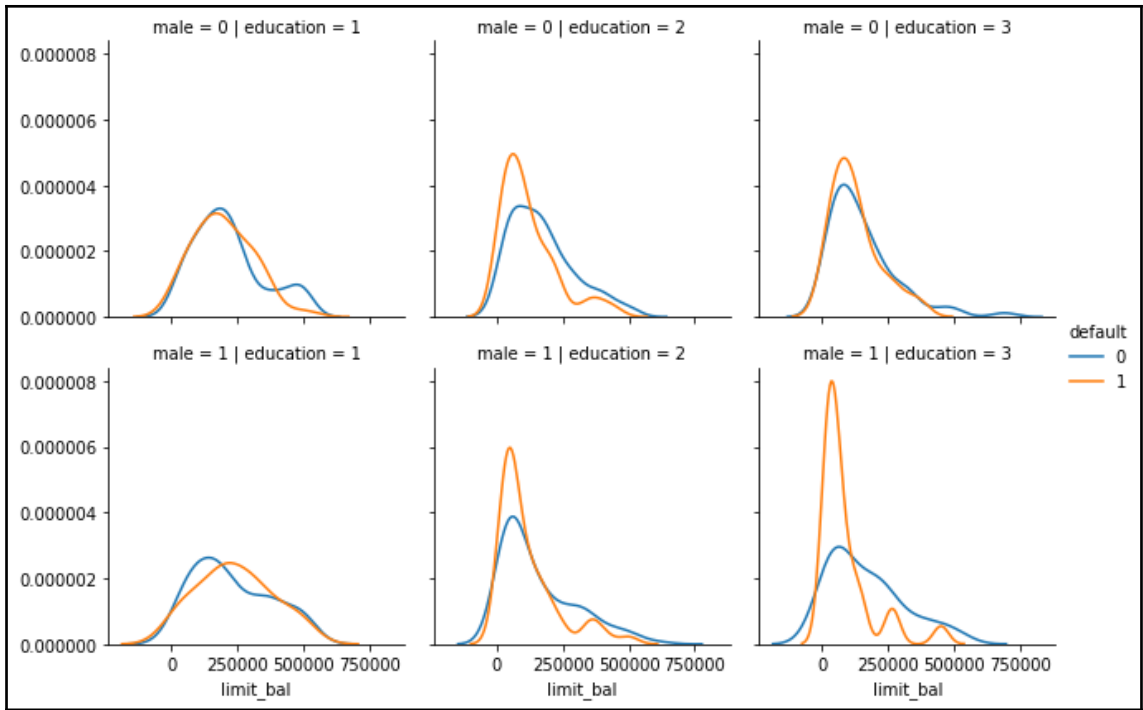 male = 0 | education = 1
male = 0 | education = 2
male = 0 | education = 3
0.000008
0.000006
0.000004
0.000002
0.000000
default
0
1
male = 1 | education = 1
male = 1 | education = 2
male = 1 | education = 3
0.000008
0.000006
0.000004
0.000002
0.000000
0 250000 500000 750000
0 250000 500000 750000
0 250000 500000 750000
limit_bal
limit_bal
limit_bal